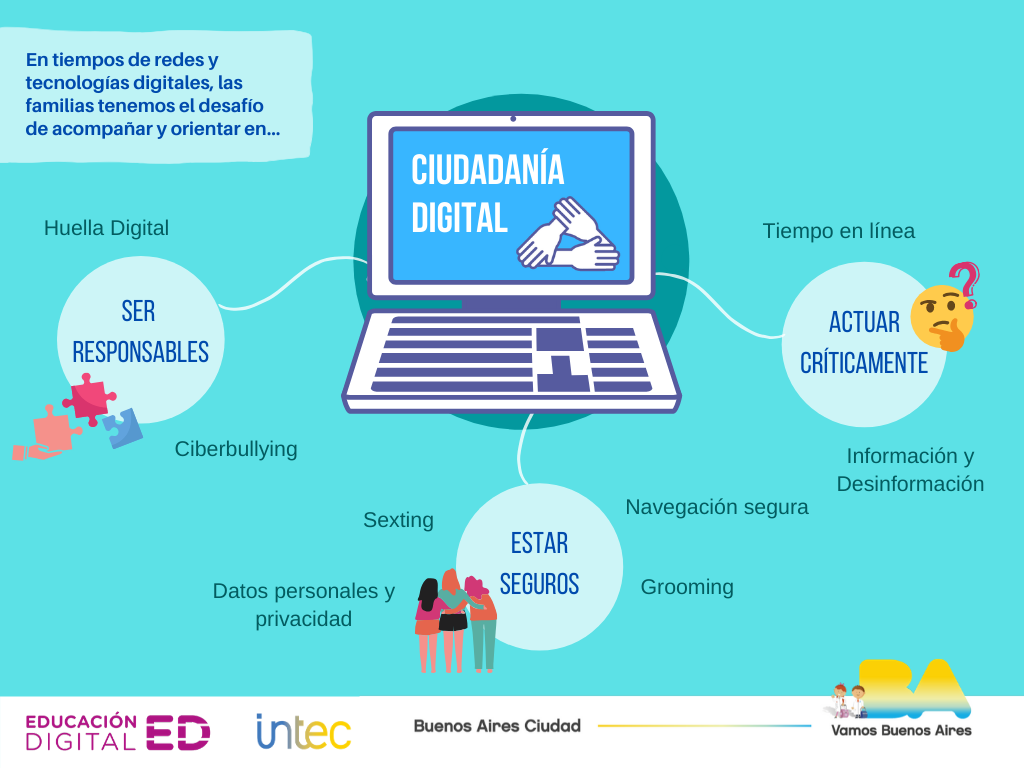 En tiempos de redes y
tecnologías digitales, las
familias tenemos el desafío
de acompañar y orientar en...
CIUDADANÍA
DIGITAL
Huella Digital
SER
RESPONSABLES
Ciberbullying
Tiempo en línea
ACTUAR
CRÍTICAMENTE
Información y
Desinformación
Sexting
Datos personales y
privacidad
ESTAR
SEGUROS
Navegación segura
Grooming
EDUCACIÓN
DIGITAL
ED
intec
Buenos Aires Ciudad
BA
Vamos Buenos Aires